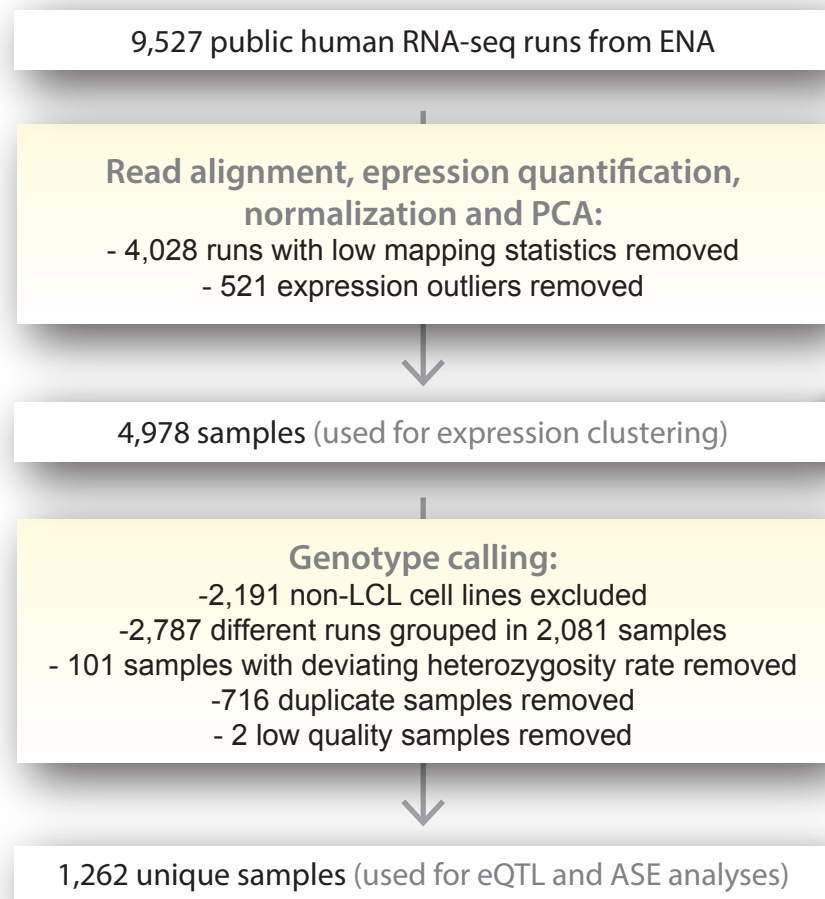 9,527 public human RNA-seq runs from ENA
Read alignment, epression quantification,
normalization and PCA:
- 4,028 runs with low mapping statistics removed
- 521 expression outliers removed
4,978 samples (used for expression clustering)
Genotype calling:
-2,191 non-LCL cell lines excluded
-2,787 different runs grouped in 2,081 samples
- 101 samples with deviating heterozygosity rate removed
-716 duplicate samples removed
- 2 low quality samples removed
1,262 unique samples (used for eQTL and ASE analyses)